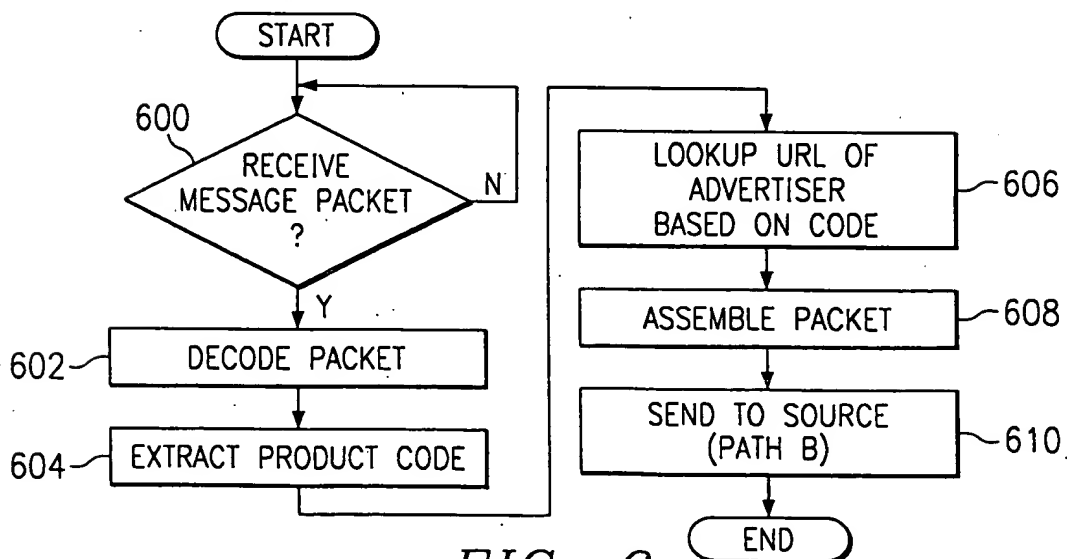 START
600
RECEIVE
MESSAGE PACKET
?
N
Y
602
DECODE PACKET
604
EXTRACT PRODUCT CODE
LOOKUP URL OF
ADVERTISER
BASED ON CODE
606
ASSEMBLE PACKET
608
SEND TO SOURCE
(PATH B)
610
END